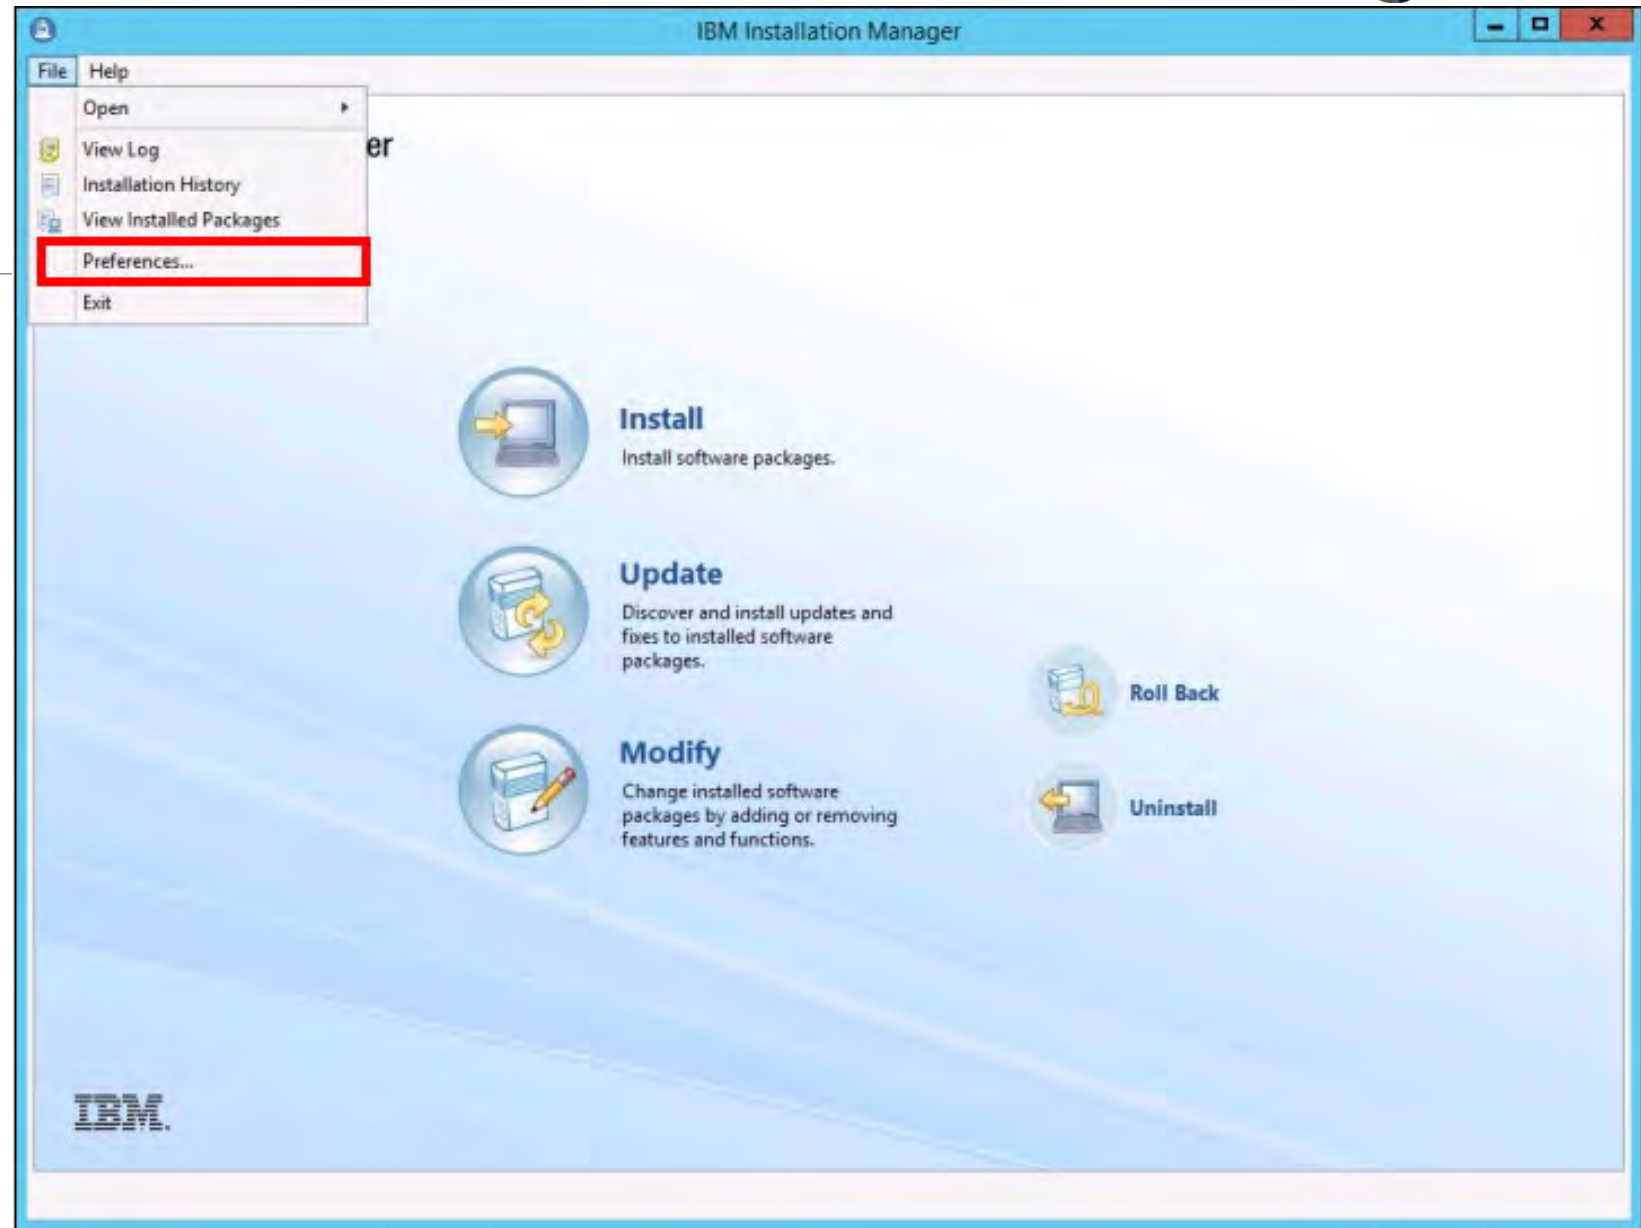 IBM Installation Manager
File Help
Open
View Log
er
Installation History
View Installed Packages
Preferences...
Exit
Install
Install software packages.
Update
Discover and install updates and
fixes to installed software
packages.
Roll Back
Modify
Change installed software
packages by adding or removing
features and functions.
Uninstall
IBM.